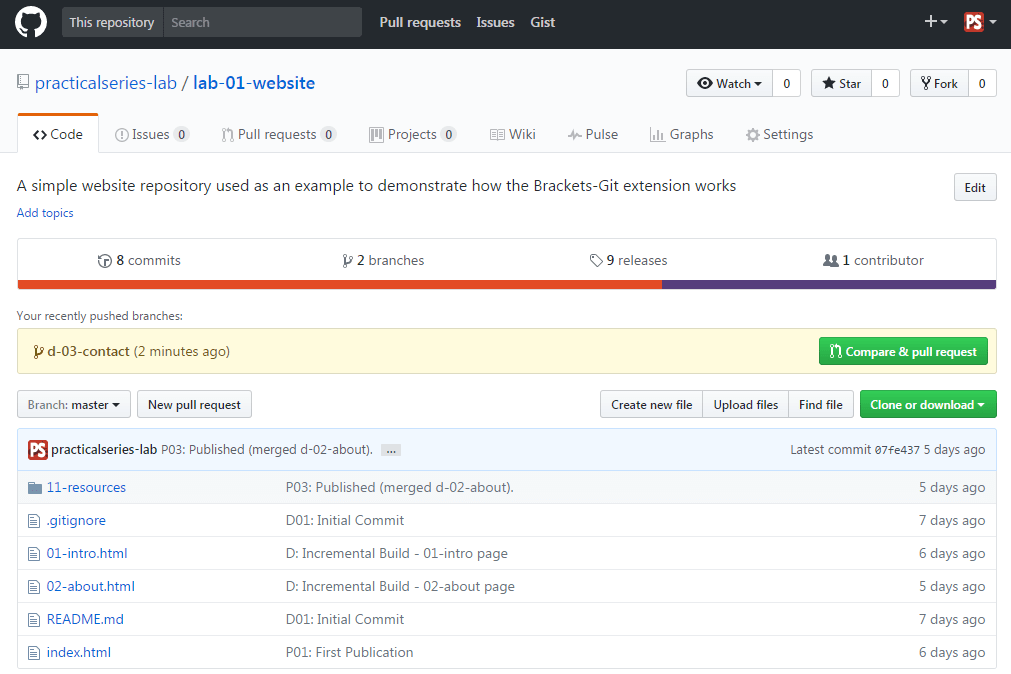 This repository Search Pull requests Issues Gist
PS
practicalseries-lab / lab-01-website Watch 0 Star 0 Fork 0
Code Issues 0 Pull requests 0 Projects 0 Wiki Pulse Graphs Settings
A simple website repository used as an example to demonstrate how the Brackets-Git extension works Edit
Add topics
8 commits 2 branches 9 releases 1 contributor
Your recently pushed branches:
d-03-contact (2 minutes ago) Compare & pull request
Branch: master New pull request Create new file Upload files Find file Clone or download
PS practicalseries-lab P03: Published (merged d-02-about). ... Latest commit 07fe437 5 days ago
11-resources P03: Published (merged d-02-about). 5 days ago
.gitignore D01: Initial Commit 7 days ago
01-intro.html D: Incremental Build - 01-intro page 6 days ago
02-about.html D: Incremental Build - 02-about page 5 days ago
README.md D01: Initial Commit 7 days ago
index.html P01: First Publication 6 days ago